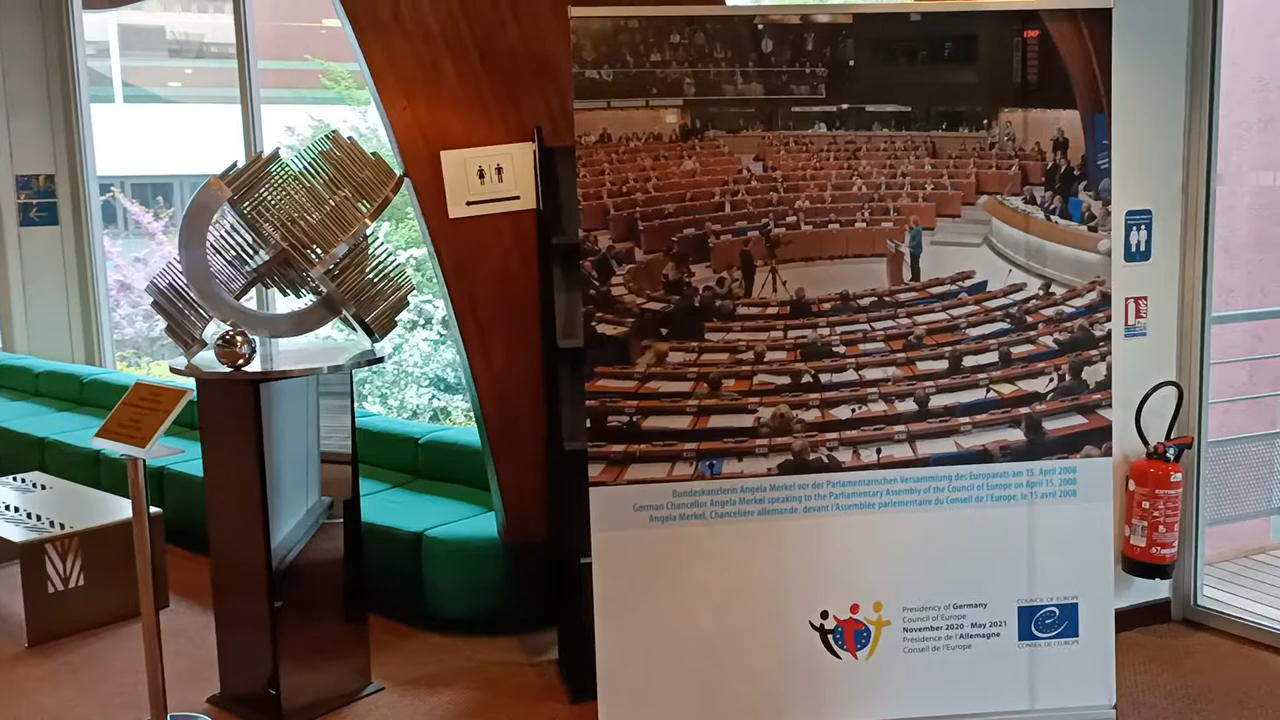 Bundeskanzlerin Angela Merkel vor der Parlamentarischen Versammlung des Europarats am 15. April 2008
German Chancellor Angela Merkel speaking to the Parliamentary Assembly of the Council of Europe on April 15, 2008
Angela Merkel, Chancelière allemande, devant l'Assemblée parlementaire du Conseil de l'Europe, le 15 avril 2008
Presidency of Germany
Council of Europe
November 2020 - May 2021
Présidence de l'Allemagne
Conseil de l'Europe
COUNCIL OF EUROPE
CONSEIL DE L'EUROPE